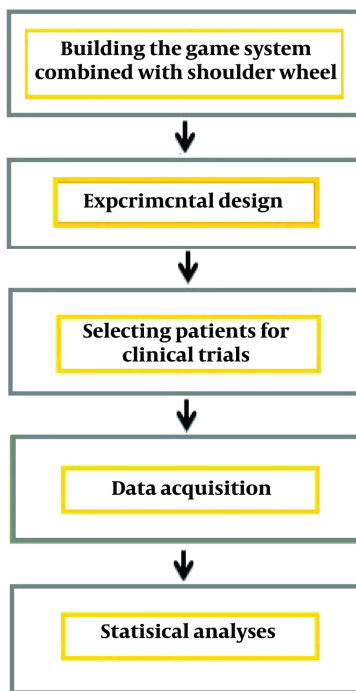 Building the game system
combined with shoulder wheel
Expcrimcntal design
Selecting patients for
clinical trials
Data acquisition
Statisical analyses